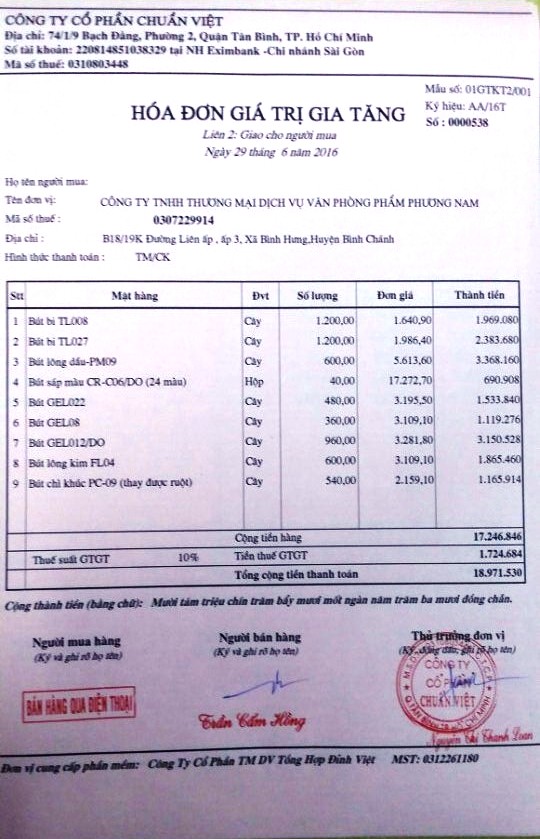 CÔNG TY CỔ PHẦN CHUẨN VIỆT
Địa chỉ: 74/1/9 Bạch Đằng, Phường 2, Quận Tân Bình, TP. Hồ Chí Minh
Số tài khoản: 220814851038329 tại NH Eximbank -Chi nhánh Sài Gòn
Mã số thuế: 0310803448
Mẫu số: 01GTKT2/001
HÓA ĐƠN GIÁ TRỊ GIA TĂNG
Ký hiệu: AA/16T
Liên 2: Giao cho người mua
Số : 0000538
Ngày 29 tháng 6 năm 2016
Họ tên người mua:
Tên đơn vị: CÔNG TY TNHH THƯƠNG MẠI DỊCH VỤ VĂN PHÒNG PHẨM PHƯƠNG NAM
Mã số thuế : 0307229914
Địa chỉ : B18/19K Đường Liên ấp , ấp 3, Xã Bình Hưng,Huyện Bình Chánh
Hình thức thanh toán : TM/CK
Stt Mặt hàng Đvt Số lượng Đơn giá Thành tiền
1 Bút bi TL008 Cây 1.200,00 1.640,90 1.969.080
2 Bút bi TL027 Cây 1.200,00 1.986,40 2.383.680
3 Bút lông dầu-PM09 Cây 600,00 5.613,60 3.368.160
4 Bút sáp màu CR-C06/DO (24 màu) Hộp 40,00 17.272,70 690.908
5 Bút GEL022 Cây 480,00 3.195,50 1.533.840
6 Bút GEL08 Cây 360,00 3.109,10 1.119.276
7 Bút GEL012/DO Cây 960,00 3.281,80 3.150.528
8 Bút lông kim FL04 Cây 600,00 3.109,10 1.865.460
9 Bút chì khúc PC-09 (thay được ruột) Cây 540,00 2.159,10 1.165.914
Cộng tiền hàng 17.246.846
Thuế suất GTGT 10% Tiền thuế GTGT 1.724.684
Tổng cộng tiền thanh toán 18.971.530
Cộng thành tiền (bằng chữ): Mười tám triệu chín trăm bẩy mươi mốt ngàn năm trăm ba mươi đồng chẵn.
Người mua hàng Người bán hàng Thủ trưởng đơn vị
(Ký và ghi rõ họ tên) (Ký và ghi rõ họ tên) (Ký, đóng dấu, ghi rõ họ tên)
CÔNG TY
CỔ PHẦN
CHUẨN VIỆT
BÁN HÀNG QUA ĐIỆN THOẠI
Trần Cẩm Hồng
Nguyễn Thị Thanh Loan
Đơn vị cung cấp phần mềm: Công Ty Cổ Phần TM DV Tổng Hợp Đỉnh Việt MST: 0312261180